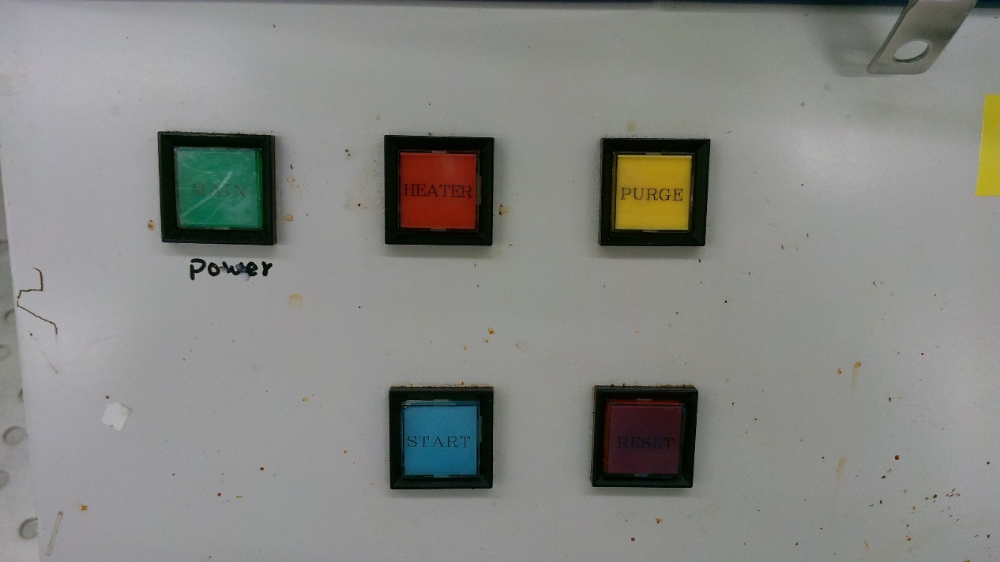 MAIN
HEATER
PURGE
Power
START
RESET